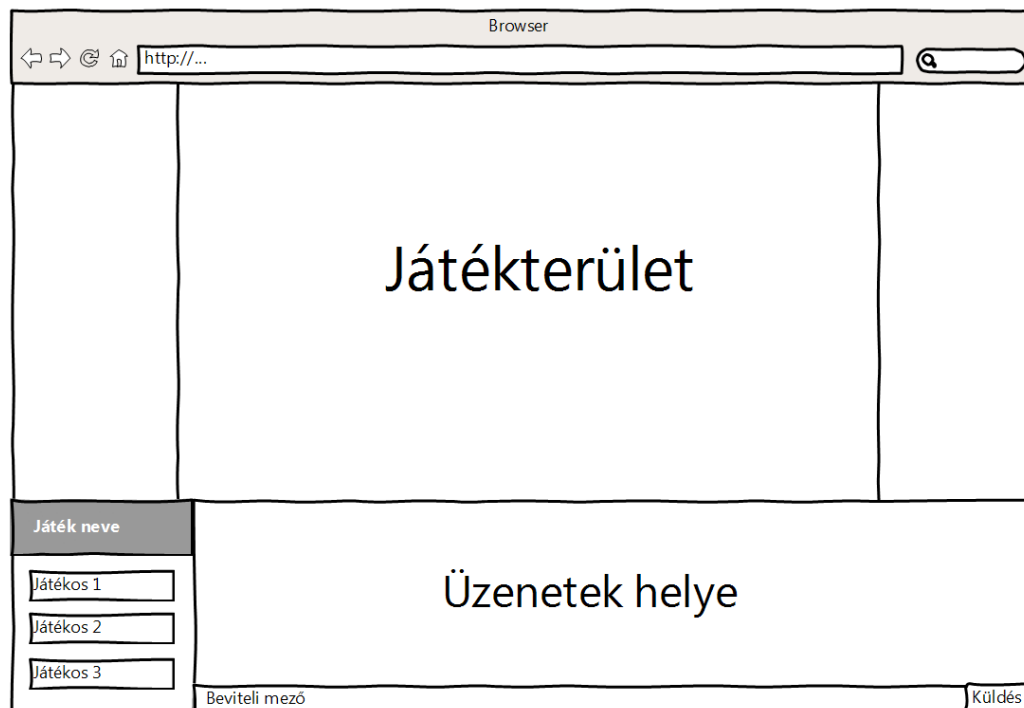 Browser
http://...
Játékterület
Játék neve
Játékos 1
Játékos 2
Játékos 3
Üzenetek helye
Beviteli mező
Küldés